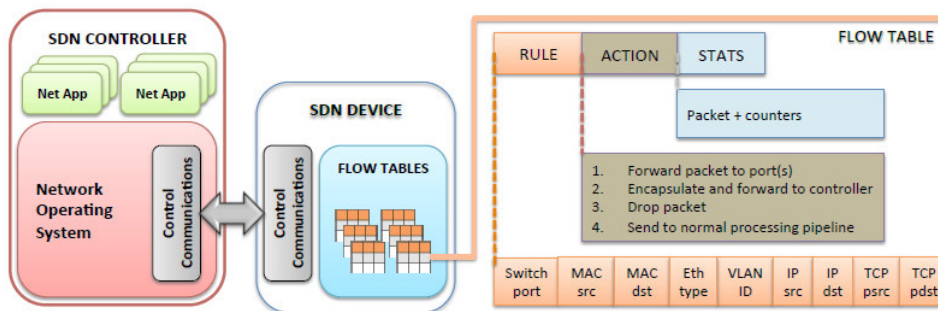 SDN CONTROLLER
Net App
Net App
Network
Operating
System
Control
Communications
SDN DEVICE
Control
Communications
FLOW TABLES
FLOW TABLE
RULE
ACTION
STATS
Packet + counters
1. Forward packet to port(s)
2. Encapsulate and forward to controller
3. Drop packet
4. Send to normal processing pipeline
Switch
port
MAC
src
MAC
dst
Eth
type
VLAN
ID
IP
src
IP
dst
TCP
psrc
TCP
pdst